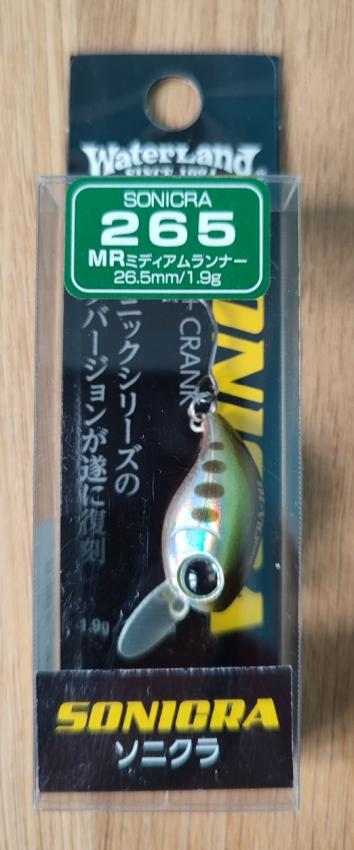 WaterLand®
SINCE 1984
SONICRA
265
MRミディアムランナー
26.5mm/1.9g
CRANK
ニックシリーズの
バージョンが遂に復刻
1.9g
SONICRA
ソニクラ